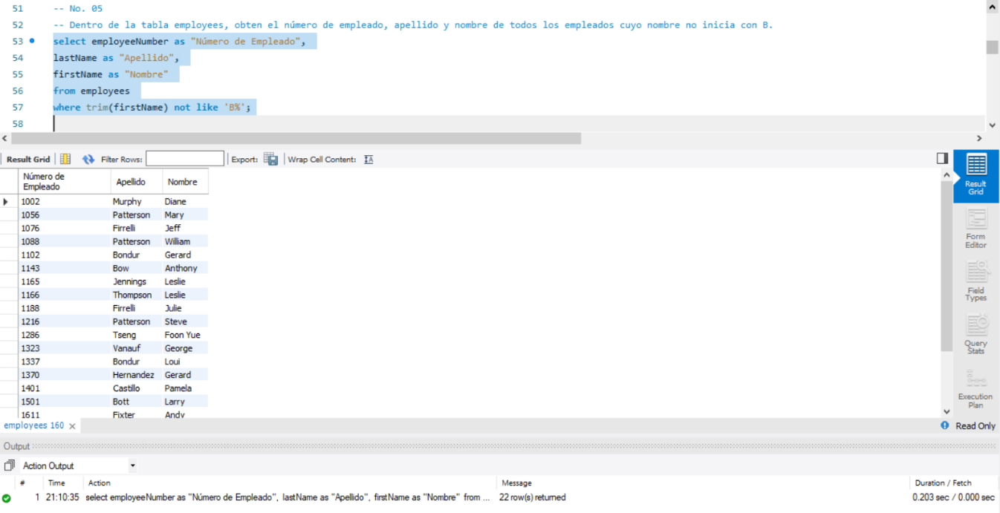 51 -- No. 05
52 -- Dentro de la tabla employees, obten el número de empleado, apellido y nombre de todos los empleados cuyo nombre no inicia con B.
53 select employeeNumber as "Número de Empleado",
54 lastName as "Apellido",
55 firstName as "Nombre"
56 from employees
57 where trim(firstName) not like 'B%';
58
Result Grid Filter Rows: Export: Wrap Cell Content: IA
Número de Empleado Apellido Nombre
1002 Murphy Diane
1056 Patterson Mary
1076 Firrelli Jeff
1088 Patterson William
1102 Bondur Gerard
1143 Bow Anthony
1165 Jennings Leslie
1166 Thompson Leslie
1188 Firrelli Julie
1216 Patterson Steve
1286 Tseng Foon Yue
1323 Vanauf George
1337 Bondur Loui
1370 Hernandez Gerard
1401 Castillo Pamela
1501 Bott Larry
1611 Fixter Andy
Result Grid
Form Editor
Field Types
Query Stats
Execution Plan
employees 160 Read Only
Output
Action Output
# Time Action Message Duration / Fetch
1 21:10:35 select employeeNumber as "Número de Empleado", lastName as "Apellido", firstName as "Nombre" from ... 22 row(s) returned 0.203 sec / 0.000 sec